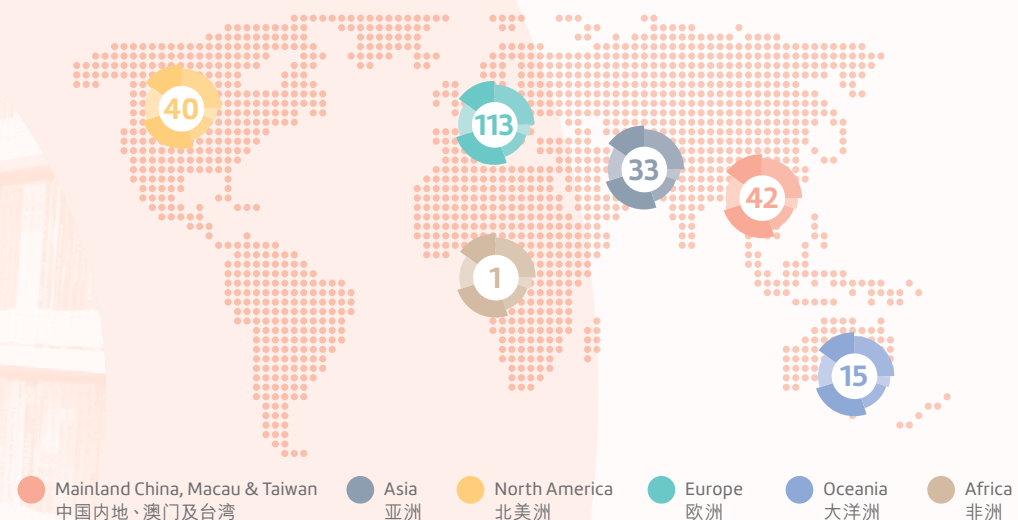 40
113
33
42
1
15
Mainland China, Macau & Taiwan
中国内地、澳门及台湾
Asia
亚洲
North America
北美洲
Europe
欧洲
Oceania
大洋洲
Africa
非洲